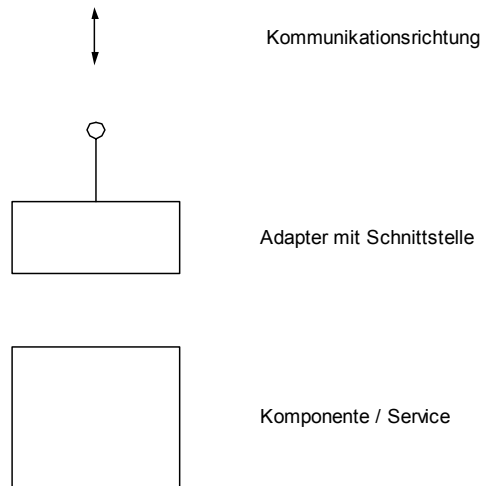 Kommunikationsrichtung
Adapter mit Schnittstelle
Komponente / Service